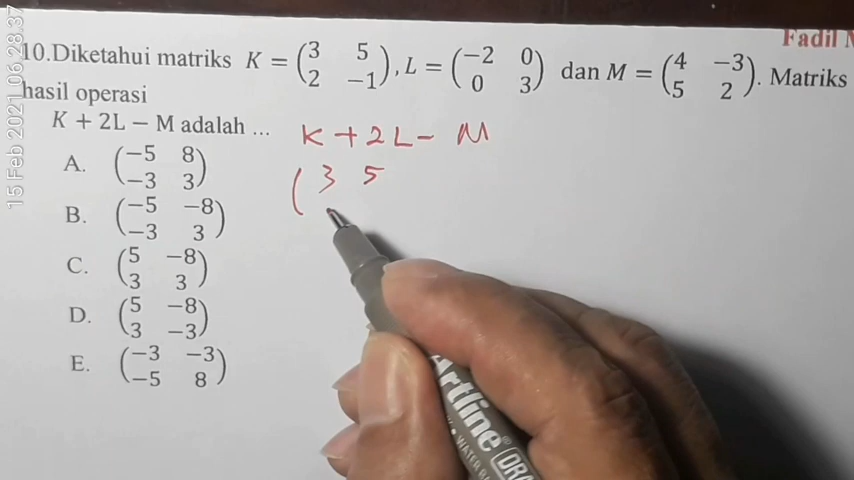 Fadil
10.Diketahui matriks K = (3 5 2 -1), L = (-2 0 0 3) dan M = (4 -3 5 2). Matriks
hasil operasi
K + 2L − M adalah ...
K + 2L - M
A. (-5 8 -3 3)
( 3 5
B. (-5 -8 -3 3)
C. (5 -8 3 3)
D. (5 -8 3 -3)
E. (-3 -3 -5 8)
15 Feb 2021 06.28.37
Artline
WATER
DRA